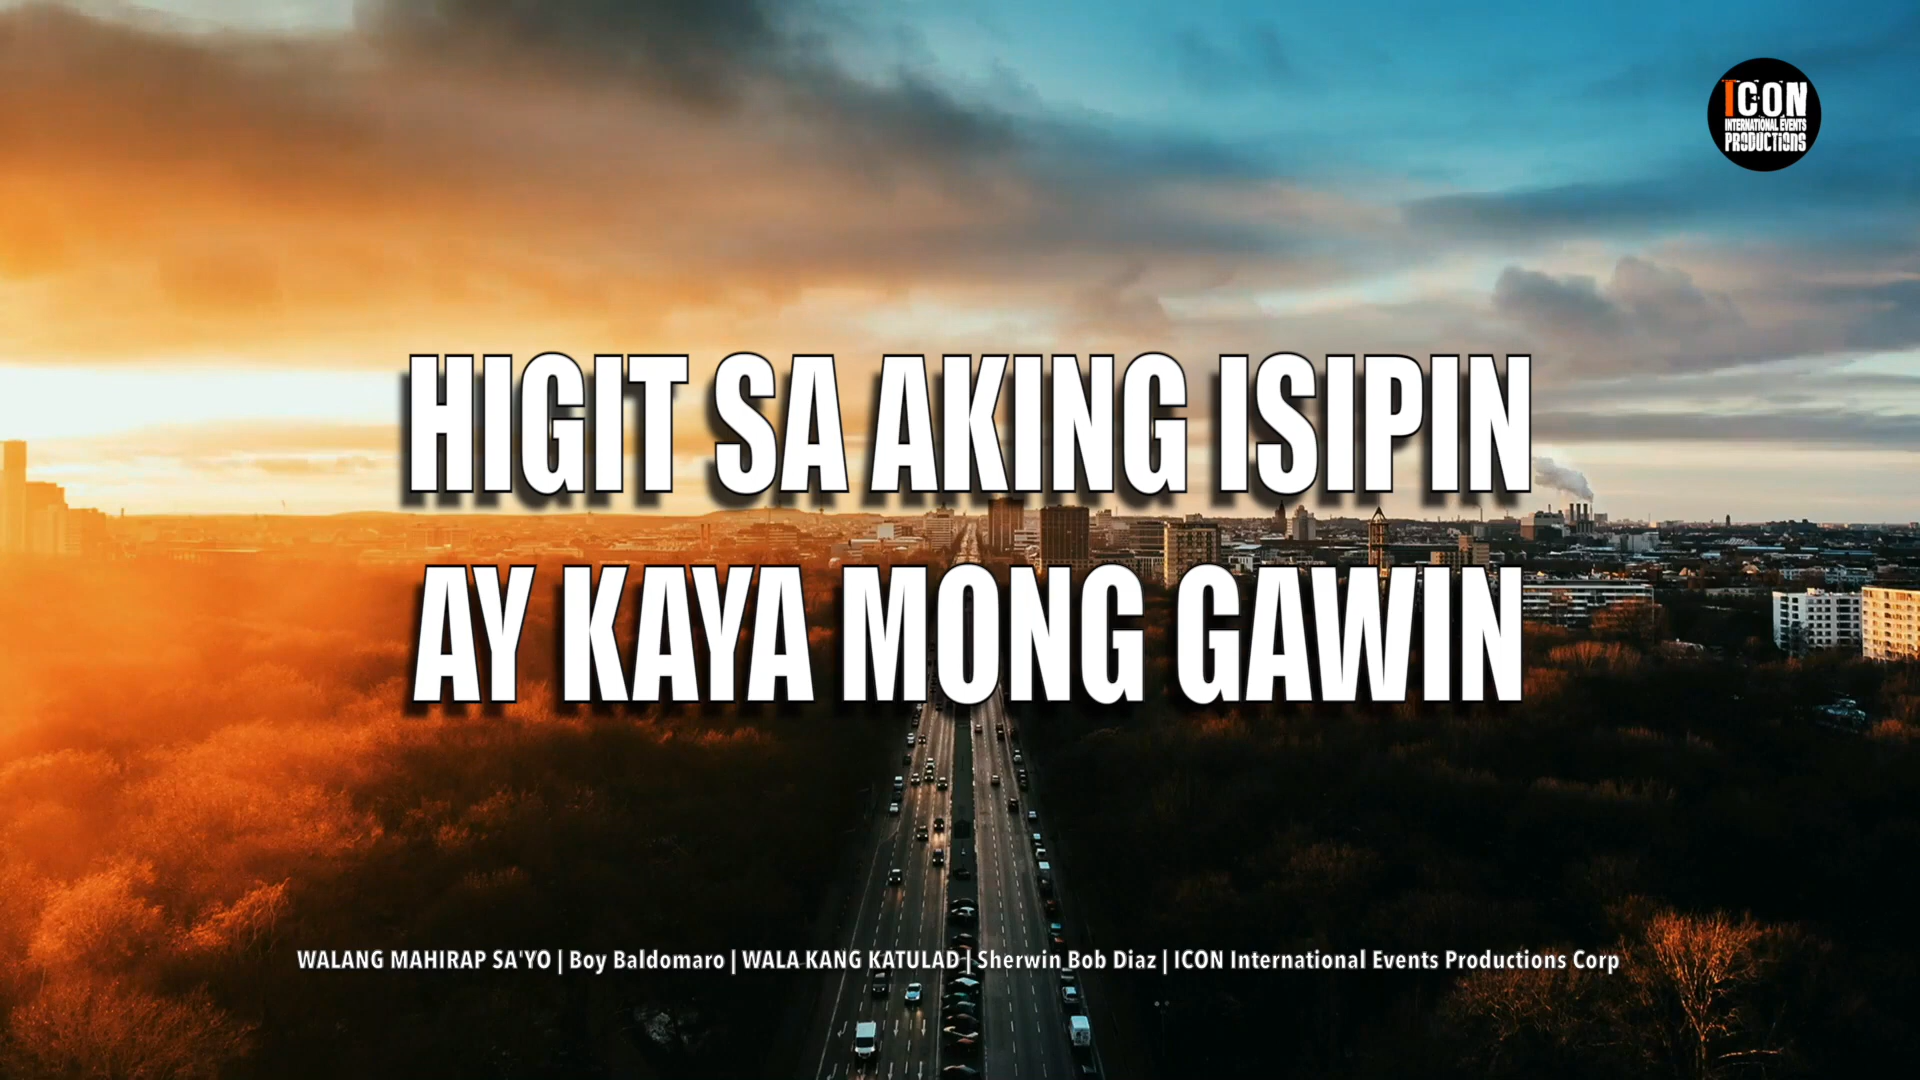 ICON
INTERNATIONAL EVENTS
PRODUCTIONS
HIGIT SA AKING ISIPIN
AY KAYA MONG GAWIN
WALANG MAHIRAP SA'YO | Boy Baldomaro | WALA KANG KATULAD | Sherwin Bob Diaz | ICON International Events Productions Corp